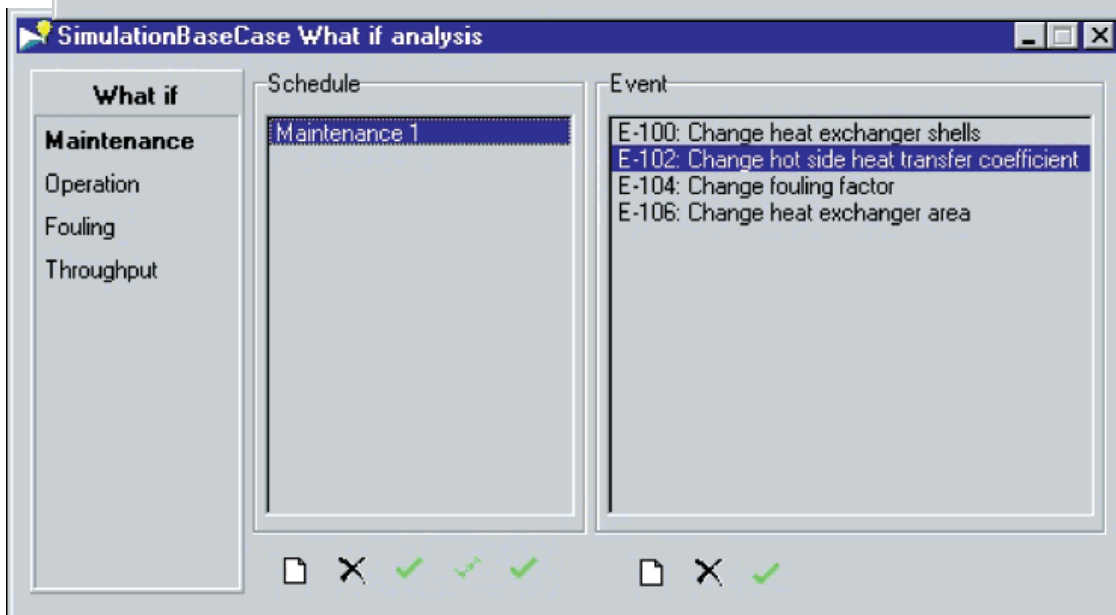 SimulationBaseCase What if analysis
What if
Maintenance
Operation
Fouling
Throughput
Schedule
Maintenance 1
Event
E-100: Change heat exchanger shells
E-102: Change hot side heat transfer coefficient
E-104: Change fouling factor
E-106: Change heat exchanger area